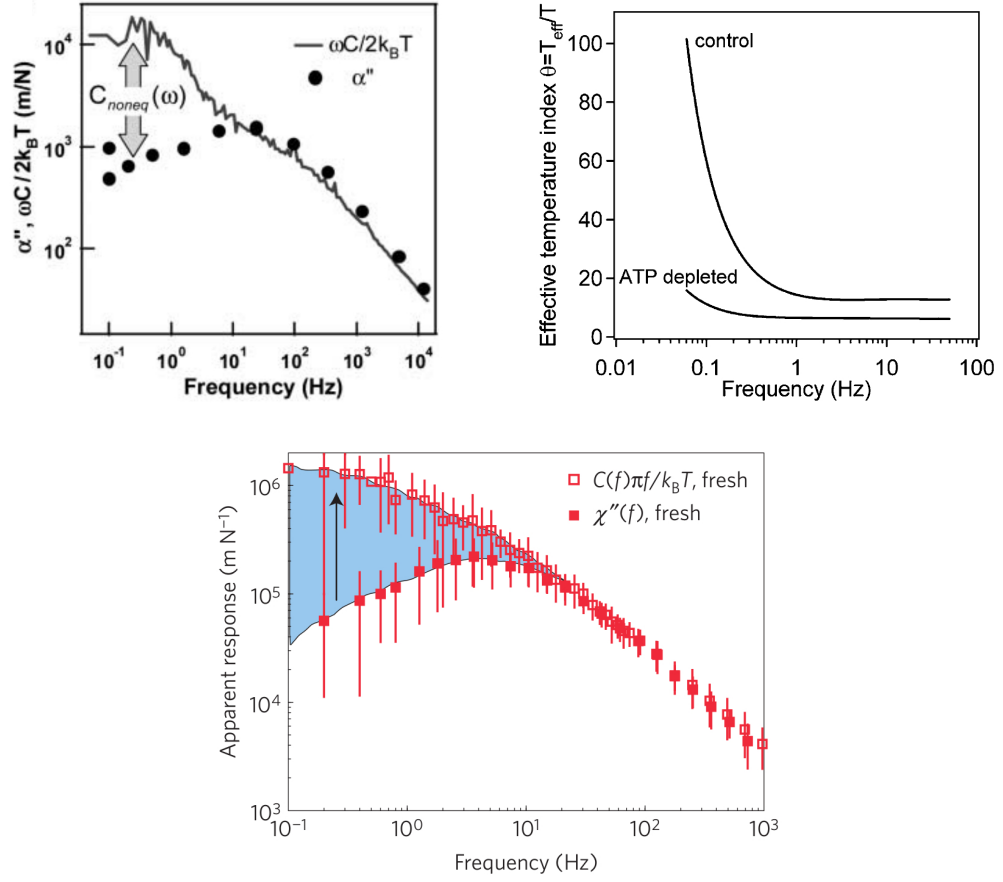 ωC/2k_BT
α''
C_noneq(ω)
α'', ωC/2k_BT (m/N)
10⁴
10³
10²
10⁻¹ 10⁰ 10¹ 10² 10³ 10⁴
Frequency (Hz)
Effective temperature index θ=T_eff/T
100
80
60
40
20
0
control
ATP depleted
0.01 0.1 1 10 100
Frequency (Hz)
C(f)πf/k_BT, fresh
χ''(f), fresh
Apparent response (m N⁻¹)
10⁶
10⁵
10⁴
10³
10⁻¹ 10⁰ 10¹ 10² 10³
Frequency (Hz)